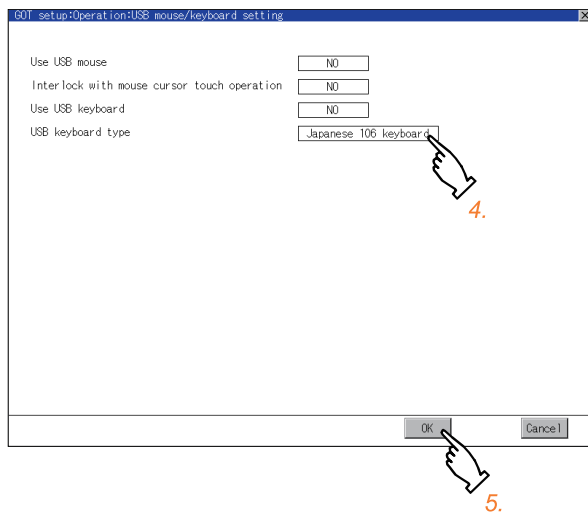 GOT setup:Operation:USB mouse/keyboard setting
Use USB mouse NO
Interlock with mouse cursor touch operation NO
Use USB keyboard NO
USB keyboard type Japanese 106 keyboard
4.
OK Cancel
5.